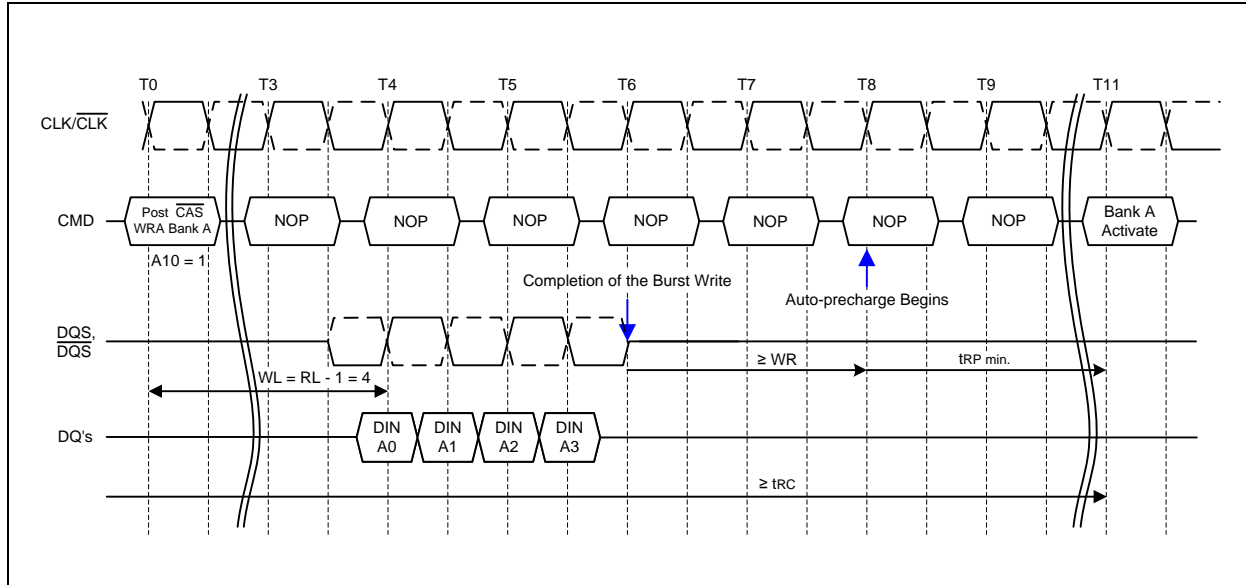 T0 T3 T4 T5 T6 T7 T8 T9 T11
CLK/CLK
CMD
Post CAS
WRA Bank A
NOP NOP NOP NOP NOP NOP NOP
Bank A
Activate
A10 = 1
Completion of the Burst Write
Auto-precharge Begins
DQS,
DQS
WL = RL - 1 = 4
≥ WR
tRP min.
DQ's
DIN
A0
DIN
A1
DIN
A2
DIN
A3
≥ tRC